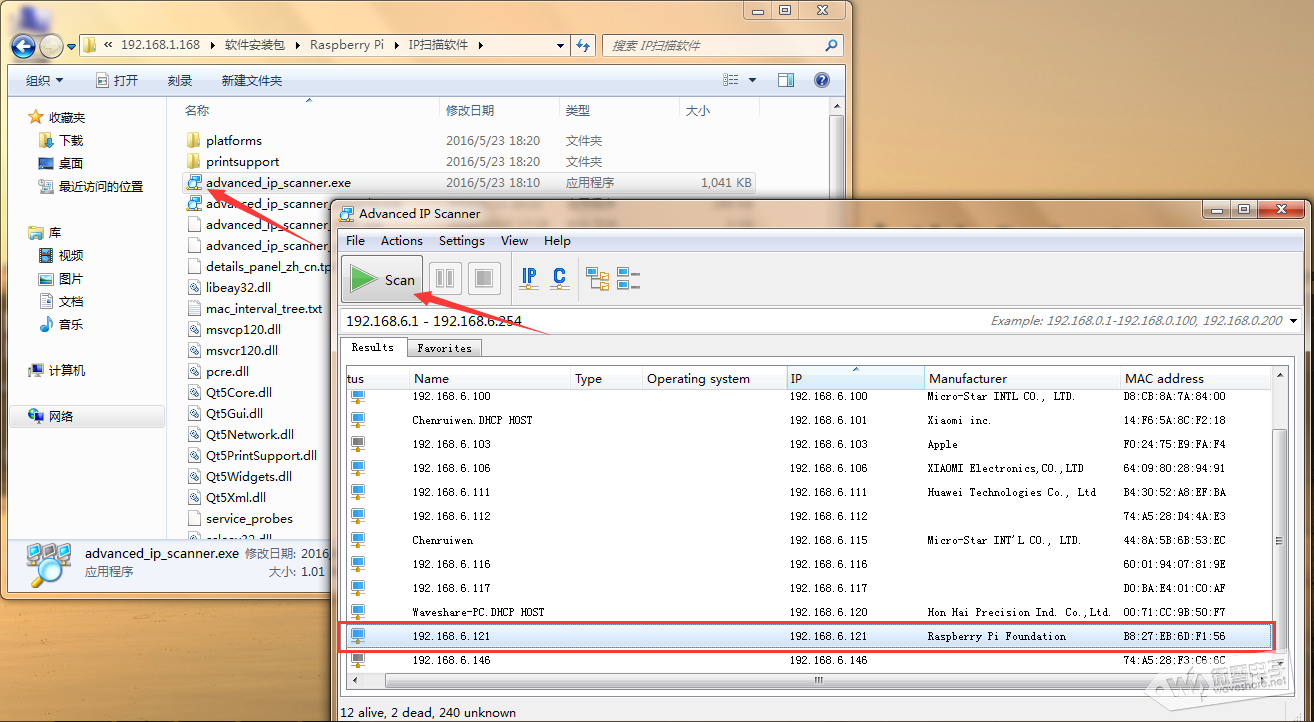 « 192.168.1.168 ▸ 软件安装包 ▸ Raspberry Pi ▸ IP扫描软件 ▸
搜索 IP扫描软件
组织 打开 刻录 新建文件夹
名称 修改日期 类型 大小
收藏夹
下载
桌面
最近访问的位置
库
视频
图片
文档
音乐
计算机
网络
platforms 2016/5/23 18:20 文件夹
printsupport 2016/5/23 18:20 文件夹
advanced_ip_scanner.exe 2016/5/23 18:10 应用程序 1,041 KB
advanced_ip_scanner_
advanced_ip_scanner_
advanced_ip_scanner_
details_panel_zh_cn.tp
libeay32.dll
mac_interval_tree.txt
msvcp120.dll
msvcr120.dll
pcre.dll
Qt5Core.dll
Qt5Gui.dll
Qt5Network.dll
Qt5PrintSupport.dll
Qt5Widgets.dll
Qt5Xml.dll
service_probes
advanced_ip_scanner.exe 修改日期: 2016
应用程序 大小: 1.01
Advanced IP Scanner
File Actions Settings View Help
Scan IP C
192.168.6.1 - 192.168.6.254 Example: 192.168.0.1-192.168.0.100, 192.168.0.200
Results Favorites
tus Name Type Operating system IP Manufacturer MAC address
192.168.6.100 192.168.6.100 Micro-Star INTL CO., LTD. D8:CB:8A:7A:84:00
Chenruiwen.DHCP HOST 192.168.6.101 Xiaomi inc. 14:F6:5A:8C:F2:18
192.168.6.103 192.168.6.103 Apple F0:24:75:E9:FA:F4
192.168.6.106 192.168.6.106 XIAOMI Electronics,CO.,LTD 64:09:80:28:94:91
192.168.6.111 192.168.6.111 Huawei Technologies Co., Ltd B4:30:52:A8:EF:BA
192.168.6.112 192.168.6.112 74:A5:28:D4:4A:E3
Chenruiwen 192.168.6.115 Micro-Star INT'L CO., LTD. 44:8A:5B:6B:53:EC
192.168.6.116 192.168.6.116 60:01:94:07:81:9E
192.168.6.117 192.168.6.117 D0:BA:E4:01:C0:AF
Waveshare-PC.DHCP HOST 192.168.6.120 Hon Hai Precision Ind. Co.,Ltd. 00:71:CC:9B:50:F7
192.168.6.121 192.168.6.121 Raspberry Pi Foundation B8:27:EB:6D:F1:56
192.168.6.146 192.168.6.146 74:A5:28:F3:C6:6C
12 alive, 2 dead, 240 unknown
微雪电子
waveshare.net